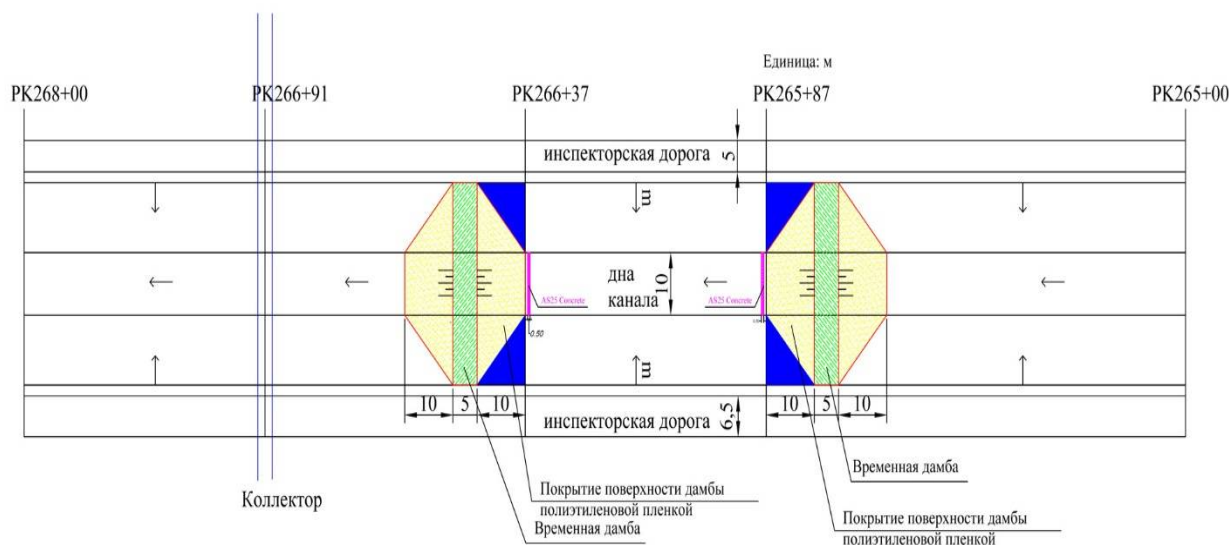 Единица: м
PK268+00
PK266+91
PK266+37
PK265+87
PK265+00
инспекторская дорога
5
m
дна
канала
10
AS25 Concrete
AS25 Concrete
0.50
m
10
5
10
10
5
10
инспекторская дорога
6,5
Временная дамба
Коллектор
Покрытие поверхности дамбы
полиэтиленовой пленкой
Временная дамба
Покрытие поверхности дамбы
полиэтиленовой пленкой